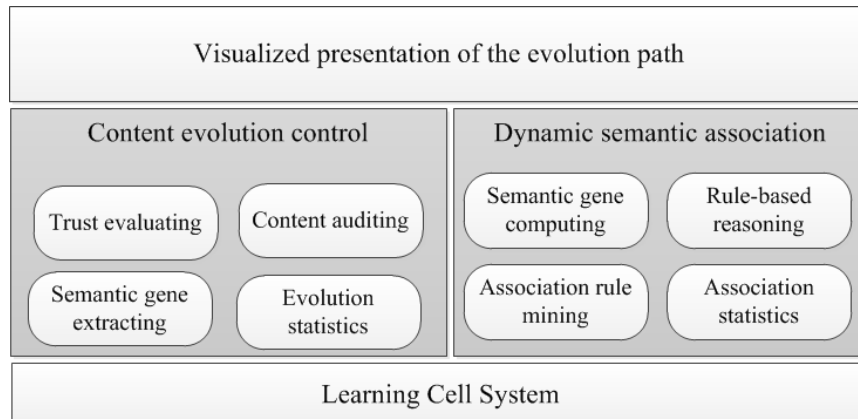 Visualized presentation of the evolution path
Content evolution control
Trust evaluating
Content auditing
Semantic gene
extracting
Evolution
statistics
Dynamic semantic association
Semantic gene
computing
Rule-based
reasoning
Association rule
mining
Association
statistics
Learning Cell System